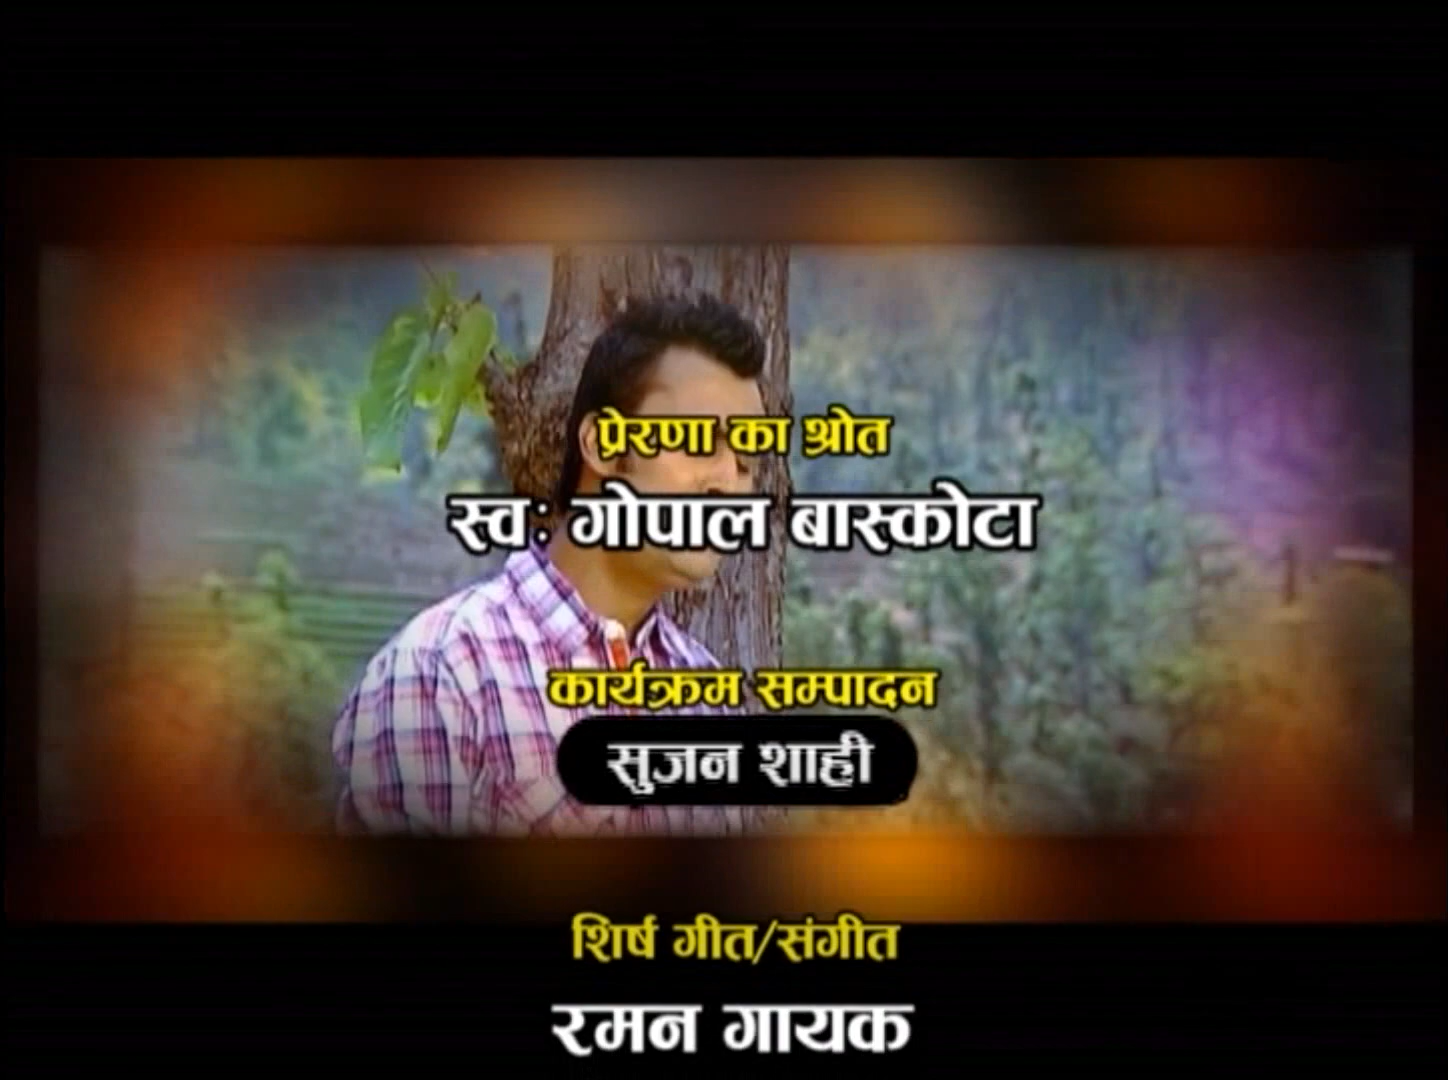 प्रेरणा का श्रोत
स्व: गोपाल बास्कोटा
कार्यक्रम सम्पादन
सुजन शाही
शिर्ष गीत/संगीत
रमन गायक